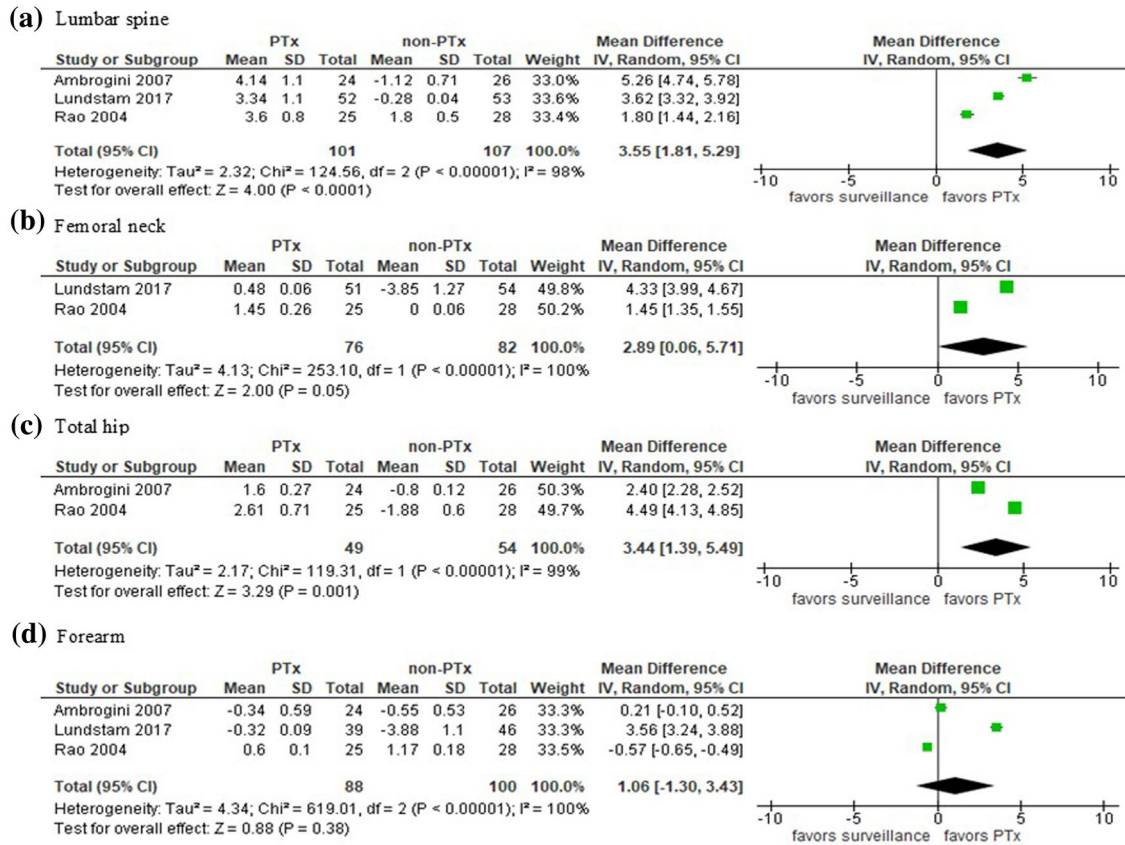 (a) Lumbar spine
PTx non-PTx Mean Difference Mean Difference
Study or Subgroup Mean SD Total Mean SD Total Weight IV, Random, 95% CI IV, Random, 95% CI
Ambrogini 2007 4.14 1.1 24 -1.12 0.71 26 33.0% 5.26 [4.74, 5.78]
Lundstam 2017 3.34 1.1 52 -0.28 0.04 53 33.6% 3.62 [3.32, 3.92]
Rao 2004 3.6 0.8 25 1.8 0.5 28 33.4% 1.80 [1.44, 2.16]
Total (95% CI) 101 107 100.0% 3.55 [1.81, 5.29]
Heterogeneity: Tau² = 2.32; Chi² = 124.56, df = 2 (P < 0.00001); I² = 98%
Test for overall effect: Z = 4.00 (P < 0.0001)
-10 -5 0 5 10
favors surveillance favors PTx
(b) Femoral neck
PTx non-PTx Mean Difference Mean Difference
Study or Subgroup Mean SD Total Mean SD Total Weight IV, Random, 95% CI IV, Random, 95% CI
Lundstam 2017 0.48 0.06 51 -3.85 1.27 54 49.8% 4.33 [3.99, 4.67]
Rao 2004 1.45 0.26 25 0 0.06 28 50.2% 1.45 [1.35, 1.55]
Total (95% CI) 76 82 100.0% 2.89 [0.06, 5.71]
Heterogeneity: Tau² = 4.13; Chi² = 253.10, df = 1 (P < 0.00001); I² = 100%
Test for overall effect: Z = 2.00 (P = 0.05)
-10 -5 0 5 10
favors surveillance favors PTx
(c) Total hip
PTx non-PTx Mean Difference Mean Difference
Study or Subgroup Mean SD Total Mean SD Total Weight IV, Random, 95% CI IV, Random, 95% CI
Ambrogini 2007 1.6 0.27 24 -0.8 0.12 26 50.3% 2.40 [2.28, 2.52]
Rao 2004 2.61 0.71 25 -1.88 0.6 28 49.7% 4.49 [4.13, 4.85]
Total (95% CI) 49 54 100.0% 3.44 [1.39, 5.49]
Heterogeneity: Tau² = 2.17; Chi² = 119.31, df = 1 (P < 0.00001); I² = 99%
Test for overall effect: Z = 3.29 (P = 0.001)
-10 -5 0 5 10
favors surveillance favors PTx
(d) Forearm
PTx non-PTx Mean Difference Mean Difference
Study or Subgroup Mean SD Total Mean SD Total Weight IV, Random, 95% CI IV, Random, 95% CI
Ambrogini 2007 -0.34 0.59 24 -0.55 0.53 26 33.3% 0.21 [-0.10, 0.52]
Lundstam 2017 -0.32 0.09 39 -3.88 1.1 46 33.3% 3.56 [3.24, 3.88]
Rao 2004 0.6 0.1 25 1.17 0.18 28 33.5% -0.57 [-0.65, -0.49]
Total (95% CI) 88 100 100.0% 1.06 [-1.30, 3.43]
Heterogeneity: Tau² = 4.34; Chi² = 619.01, df = 2 (P < 0.00001); I² = 100%
Test for overall effect: Z = 0.88 (P = 0.38)
-10 -5 0 5 10
favors surveillance favors PTx